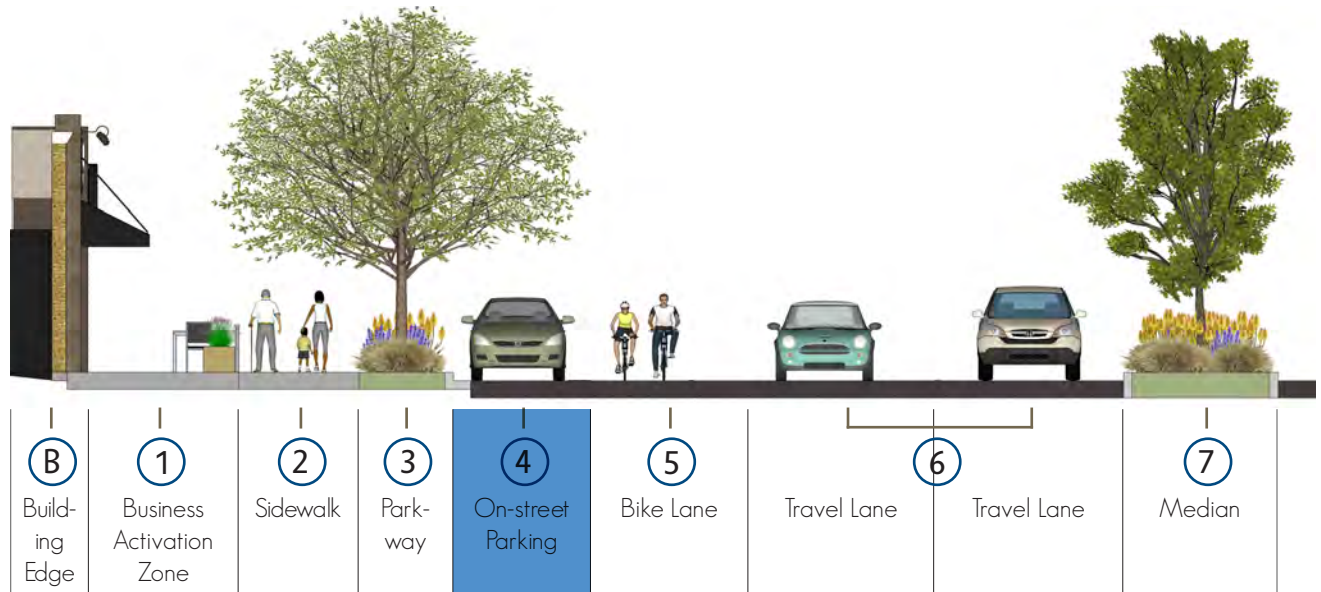 B
Build-
ing
Edge
1
Business
Activation
Zone
2
Sidewalk
3
Park-
way
4
On-street
Parking
5
Bike Lane
6
Travel Lane
Travel Lane
7
Median